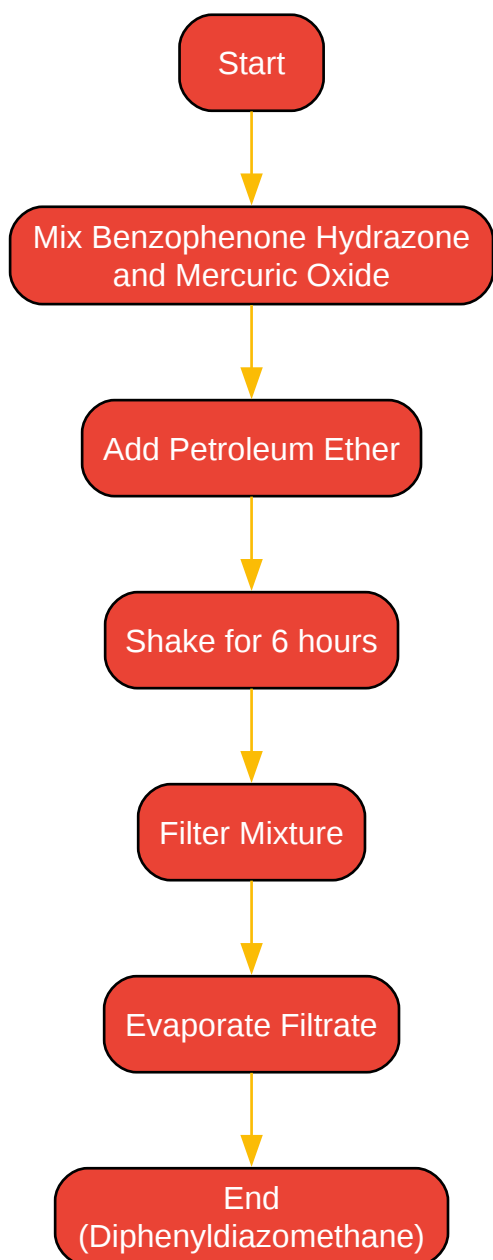 Start
Mix Benzophenone Hydrazone
and Mercuric Oxide
Add Petroleum Ether
Shake for 6 hours
Filter Mixture
Evaporate Filtrate
End
(Diphenyldiazomethane)